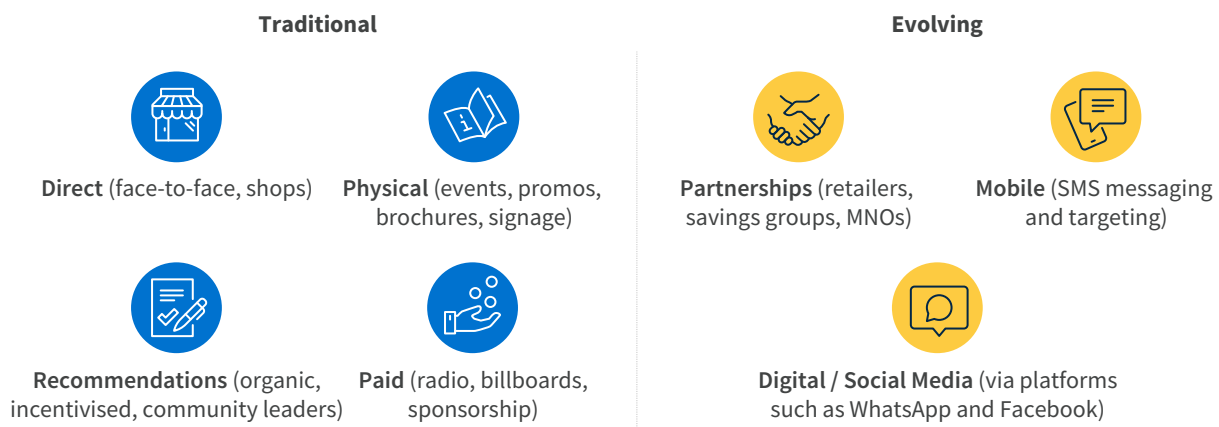 Traditional
Evolving
Direct (face-to-face, shops)
Physical (events, promos,
brochures, signage)
Partnerships (retailers,
savings groups, MNOs)
Mobile (SMS messaging
and targeting)
Recommendations (organic,
incentivised, community leaders)
Paid (radio, billboards,
sponsorship)
Digital / Social Media (via platforms
such as WhatsApp and Facebook)